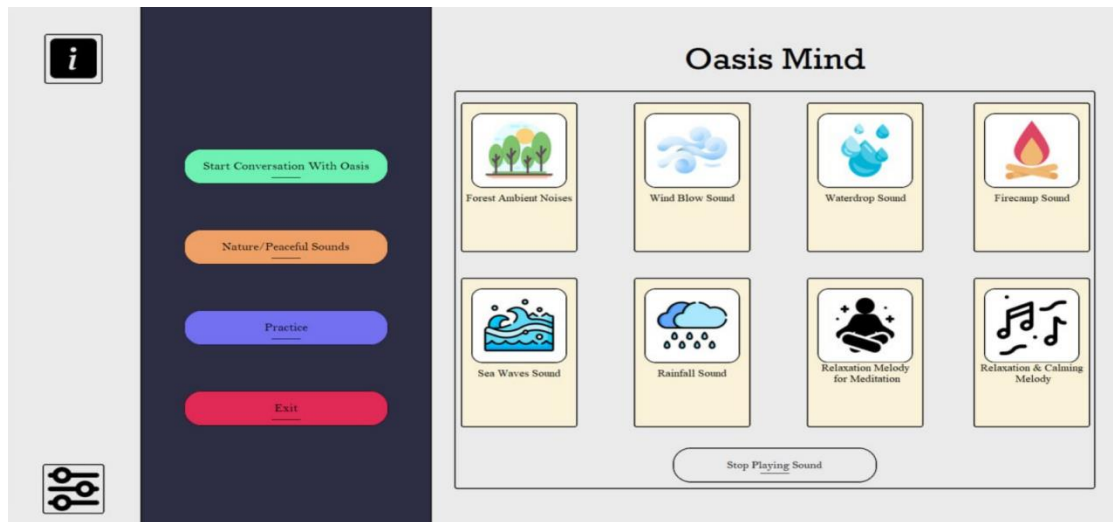 i
Start Conversation With Oasis
Nature/Peaceful Sounds
Practice
Exit
Oasis Mind
Forest Ambient Noises
Wind Blow Sound
Waterdrop Sound
Firecamp Sound
Sea Waves Sound
Rainfall Sound
Relaxation Melody
for Meditation
Relaxation & Calming
Melody
Stop Playing Sound